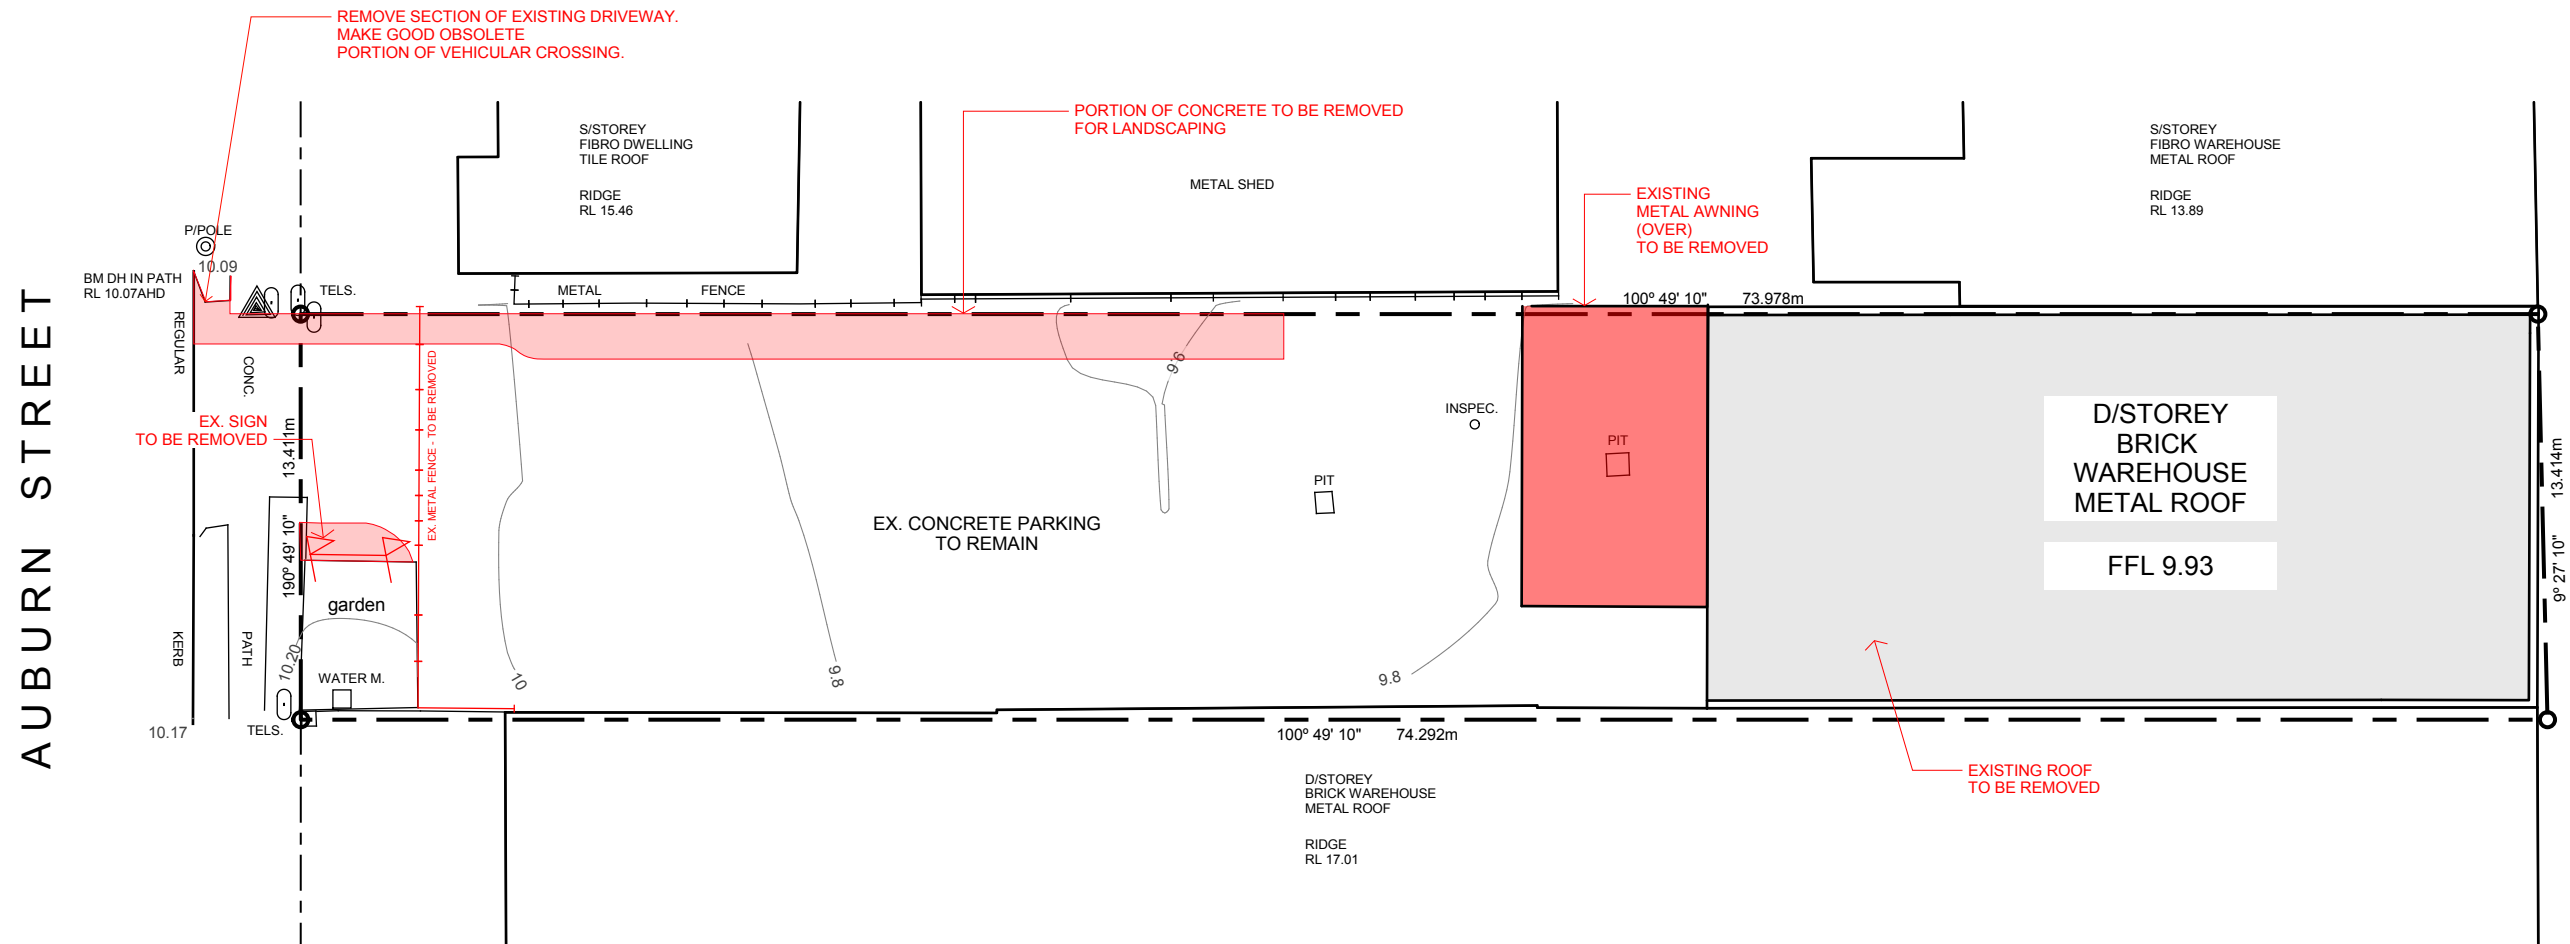 REMOVE SECTION OF EXISTING DRIVEWAY.
MAKE GOOD OBSOLETE
PORTION OF VEHICULAR CROSSING.
PORTION OF CONCRETE TO BE REMOVED
FOR LANDSCAPING
S/STOREY
FIBRO DWELLING
TILE ROOF
RIDGE
RL 15.46
METAL SHED
EXISTING
METAL AWNING
(OVER)
TO BE REMOVED
S/STOREY
FIBRO WAREHOUSE
METAL ROOF
RIDGE
RL 13.89
P/POLE
10.09
BM DH IN PATH
RL 10.07AHD
TELS.
METAL FENCE
100º 49' 10" 73.978m
AUBURN STREET
REGULAR
CONC.
KERB
PATH
EX. SIGN
TO BE REMOVED
13.411m
190º 49' 10"
EX. METAL FENCE - TO BE REMOVED
9.6
INSPEC.
PIT
PIT
EX. CONCRETE PARKING
TO REMAIN
D/STOREY
BRICK
WAREHOUSE
METAL ROOF
FFL 9.93
13.414m
9º 27' 10"
garden
10.20
WATER M.
10
9.8
9.8
10.17
TELS.
100º 49' 10" 74.292m
D/STOREY
BRICK WAREHOUSE
METAL ROOF
RIDGE
RL 17.01
EXISTING ROOF
TO BE REMOVED